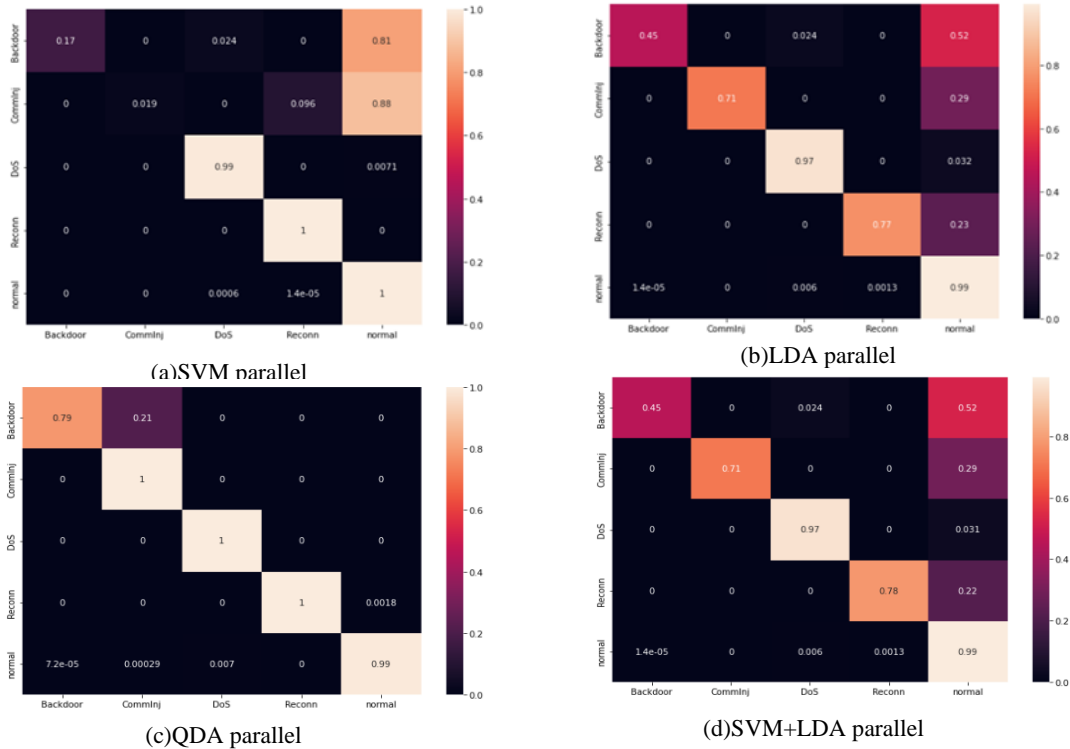 Backdoor 0.17 0 0.024 0 0.81
CommInj 0 0.019 0 0.096 0.88
DoS 0 0 0.99 0 0.0071
Reconn 0 0 0 1 0
normal 0 0 0.0006 1.4e-05 1
Backdoor CommInj DoS Reconn normal
1.0
0.8
0.6
0.4
0.2
0.0
(a)SVM parallel
Backdoor 0.45 0 0.024 0 0.52
CommInj 0 0.71 0 0 0.29
DoS 0 0 0.97 0 0.032
Reconn 0 0 0 0.77 0.23
normal 1.4e-05 0 0.006 0.0013 0.99
Backdoor CommInj DoS Reconn normal
0.8
0.6
0.4
0.2
0.0
(b)LDA parallel
Backdoor 0.79 0.21 0 0 0
CommInj 0 1 0 0 0
DoS 0 0 1 0 0
Reconn 0 0 0 1 0.0018
normal 7.2e-05 0.00029 0.007 0 0.99
Backdoor CommInj DoS Reconn normal
1.0
0.8
0.6
0.4
0.2
0.0
(c)QDA parallel
Backdoor 0.45 0 0.024 0 0.52
CommInj 0 0.71 0 0 0.29
DoS 0 0 0.97 0 0.031
Reconn 0 0 0 0.78 0.22
normal 1.4e-05 0 0.006 0.0013 0.99
Backdoor CommInj DoS Reconn normal
0.8
0.6
0.4
0.2
0.0
(d)SVM+LDA parallel